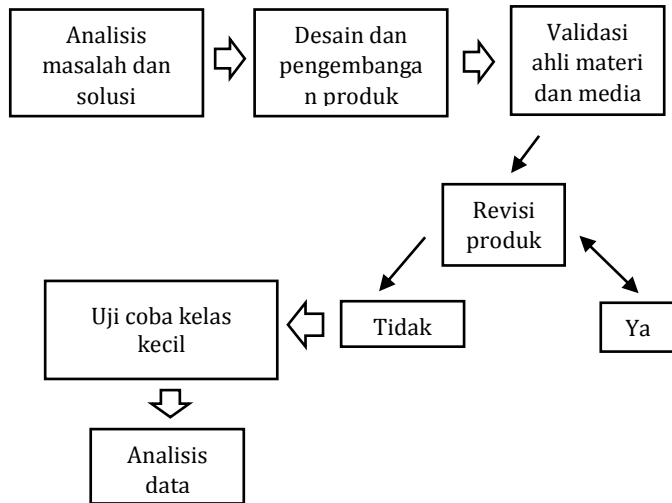 Analisis
masalah dan
solusi
Desain dan
pengembanga
n produk
Validasi
ahli materi
dan media
Revisi
produk
Uji coba kelas
kecil
Tidak
Ya
Analisis
data